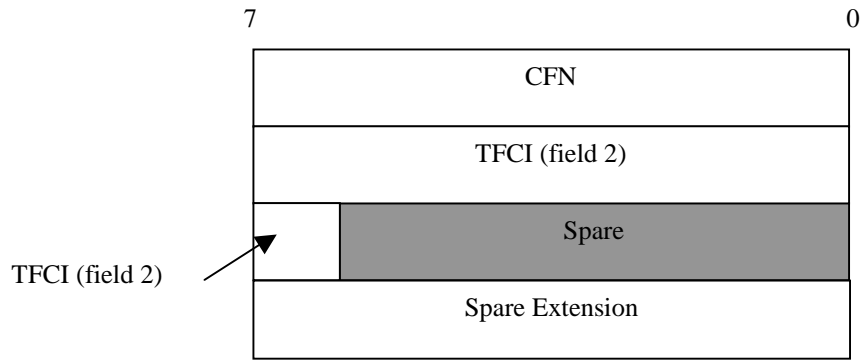 7 0
CFN
TFCI (field 2)
Spare
TFCI (field 2)
Spare Extension